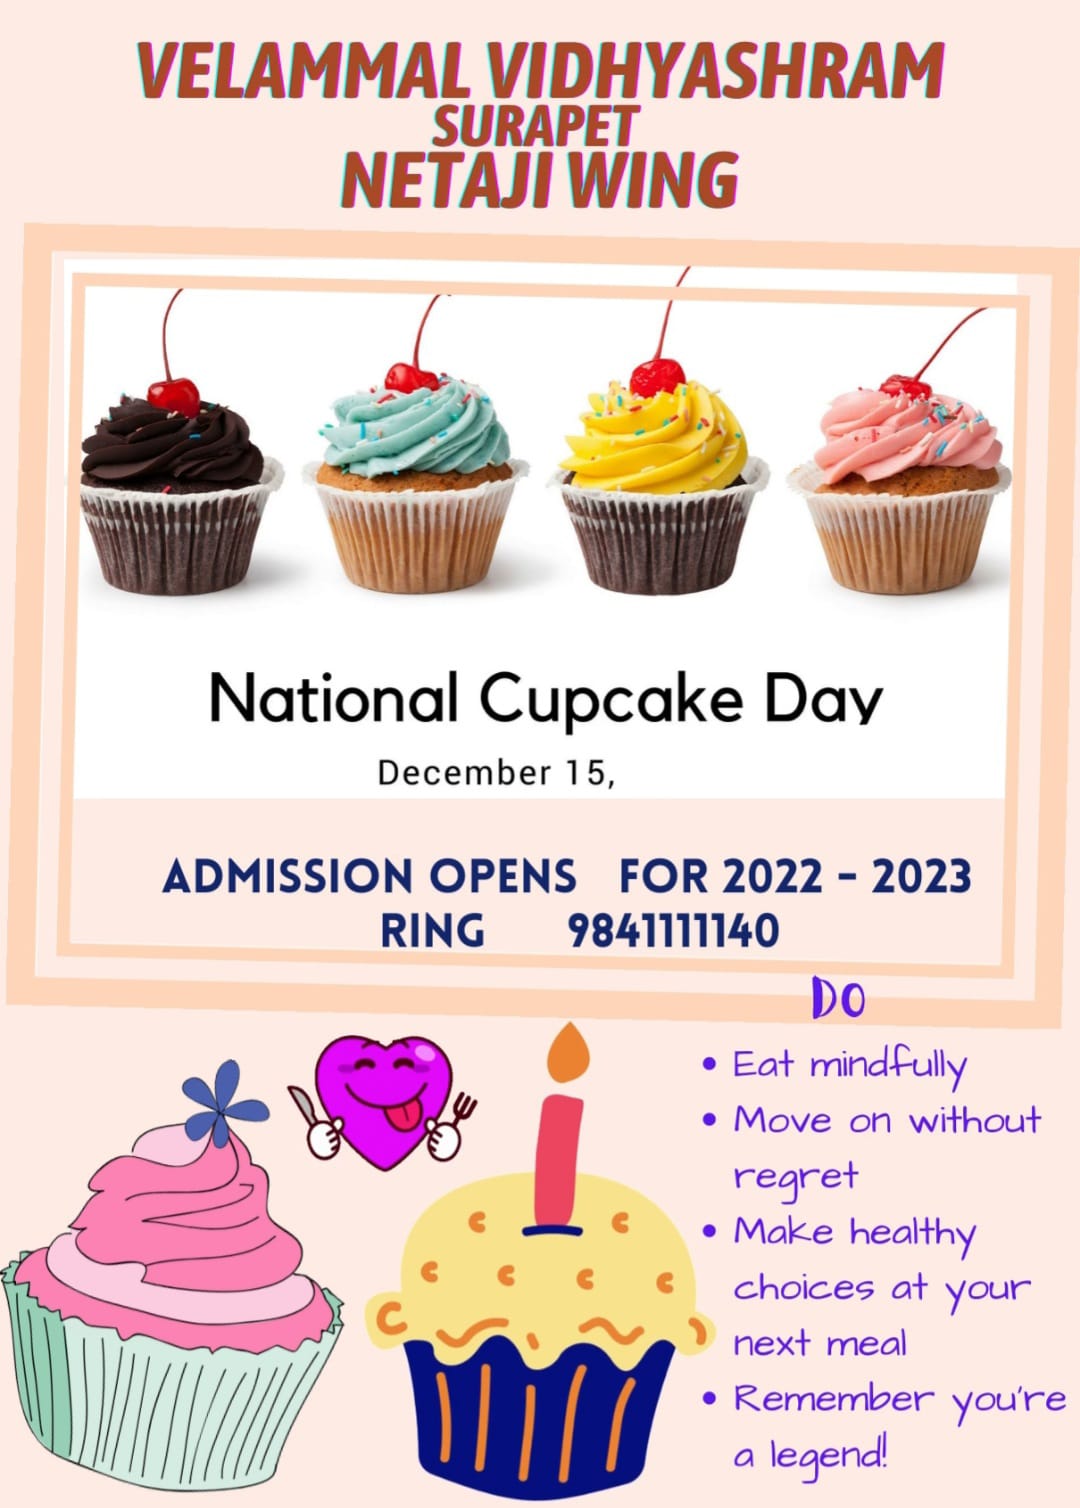 VELAMMAL VIDHYASHRAM
SURAPET
NETAJI WING
National Cupcake Day
December 15,
ADMISSION OPENS FOR 2022 - 2023
RING 9841111140
DO
• Eat mindfully
• Move on without
regret
• Make healthy
choices at your
next meal
• Remember you're
a legend!